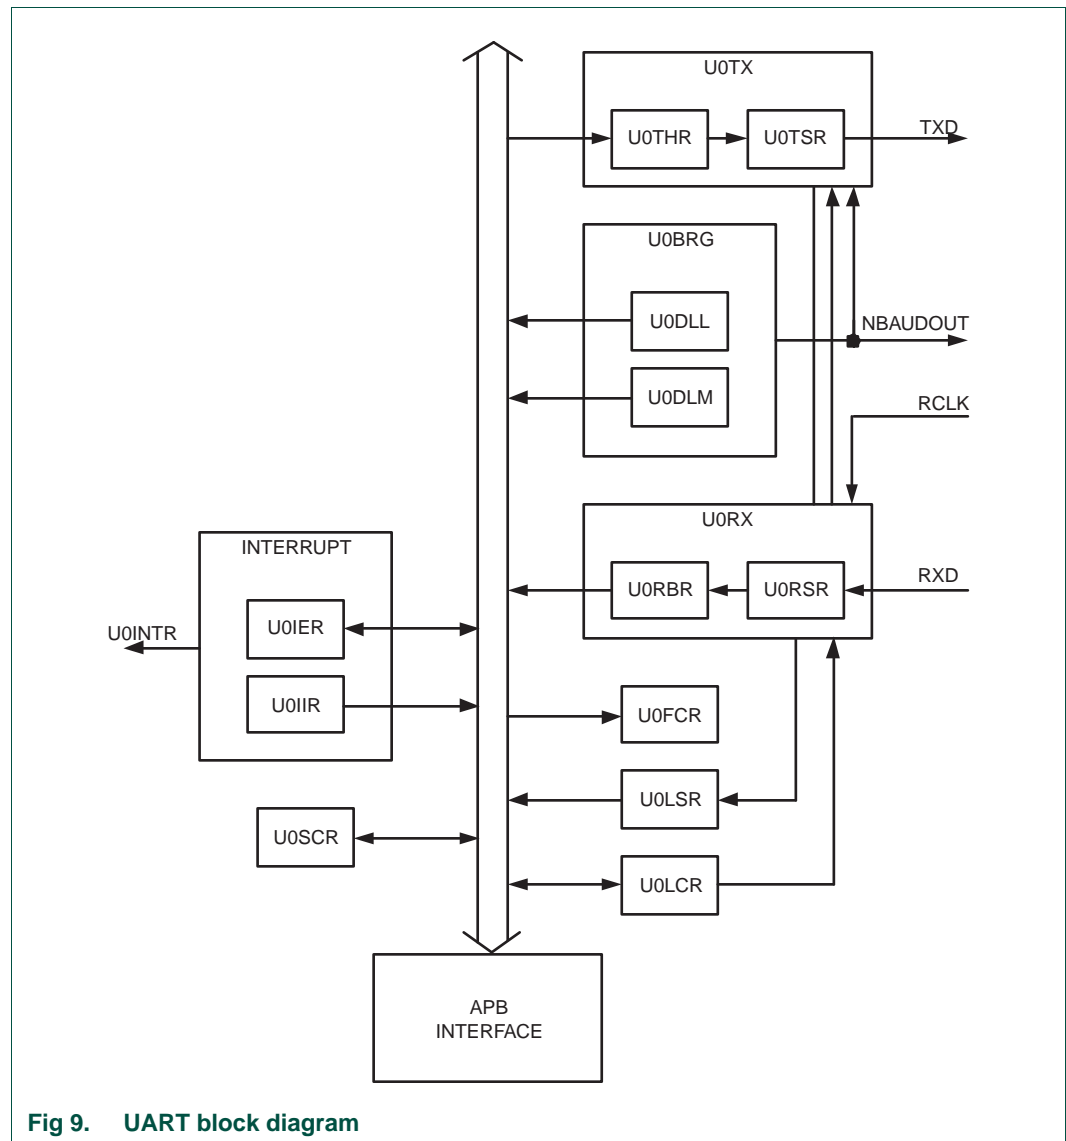 U0TX
U0THR
U0TSR
TXD
U0BRG
U0DLL
NBAUDOUT
U0DLM
RCLK
U0RX
INTERRUPT
U0RBR
U0RSR
RXD
U0INTR
U0IER
U0IIR
U0FCR
U0LSR
U0SCR
U0LCR
APB
INTERFACE
Fig 9. UART block diagram